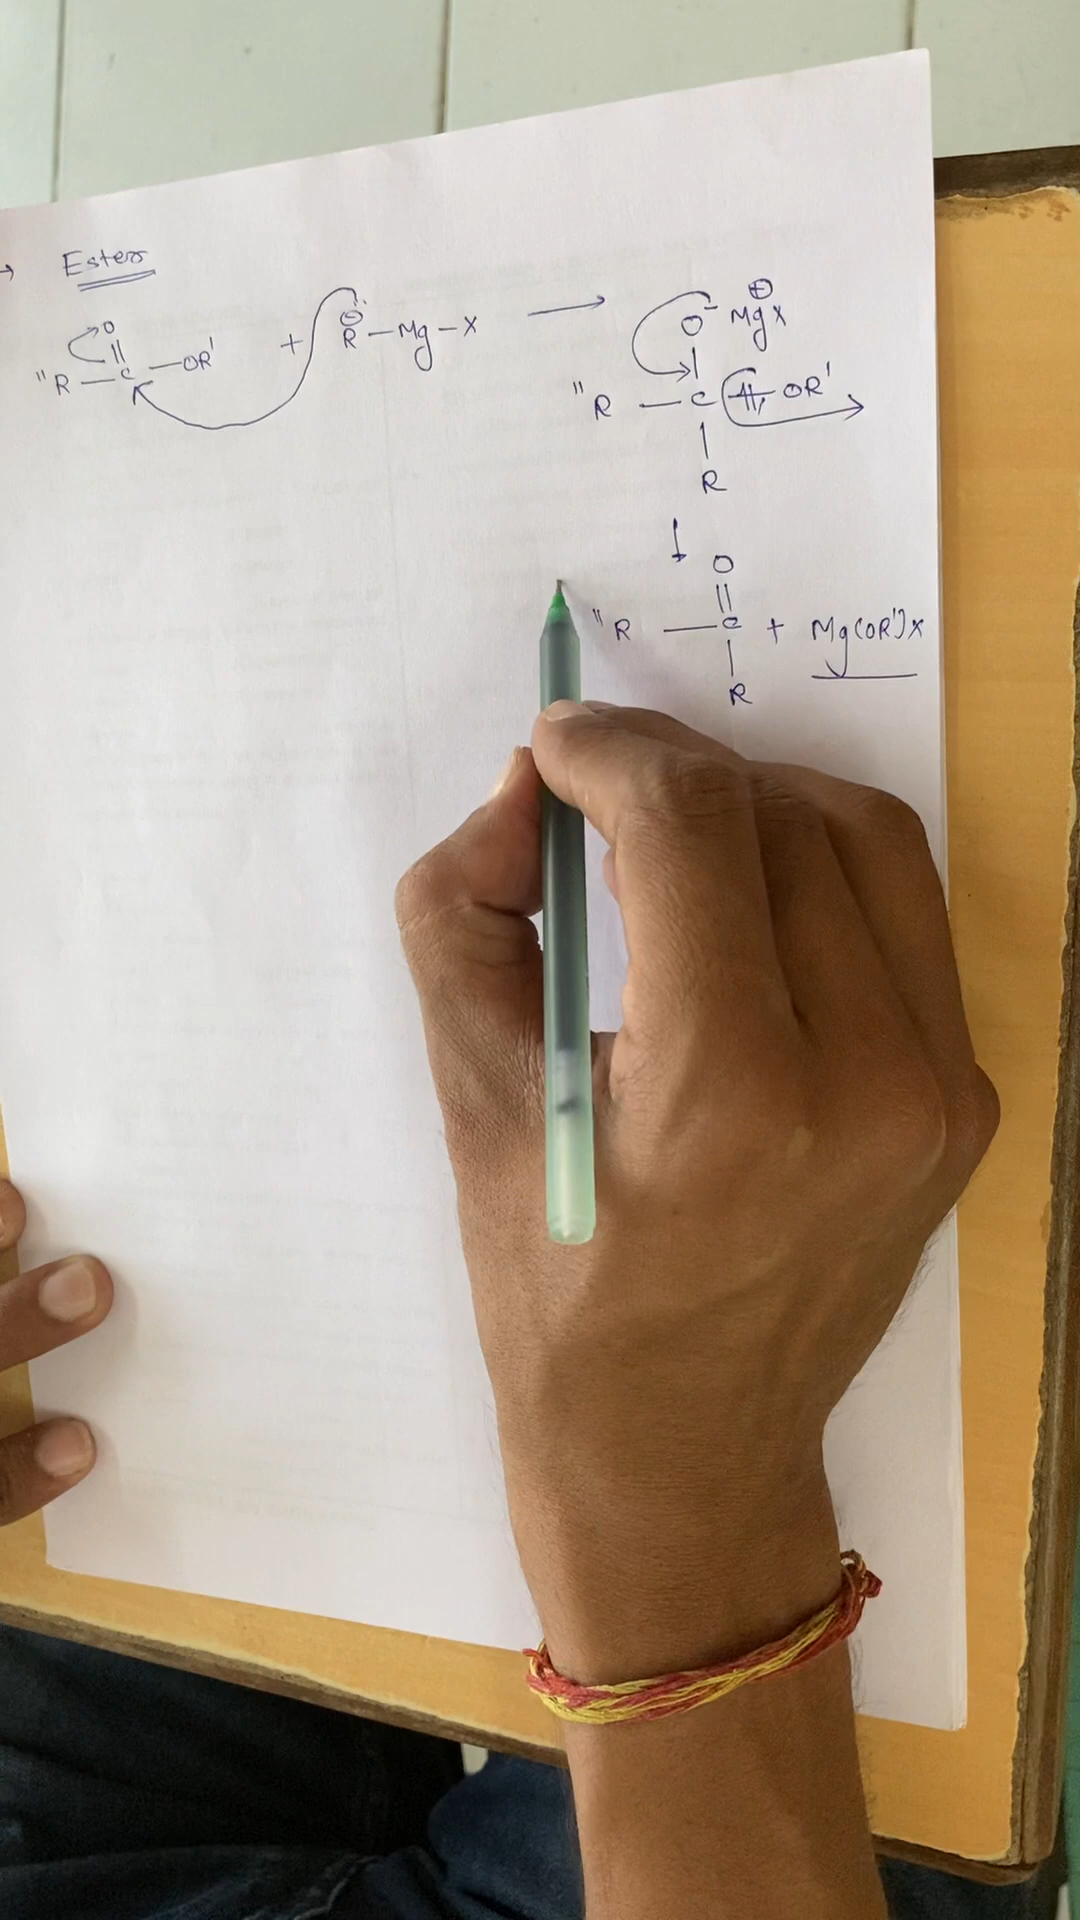 → Esters
O
"R — C — OR' + R — Mg — X →
O⁻ Mg⊕X
"R — C — OR'
R
↓
O
"R — C + Mg(OR')X
R